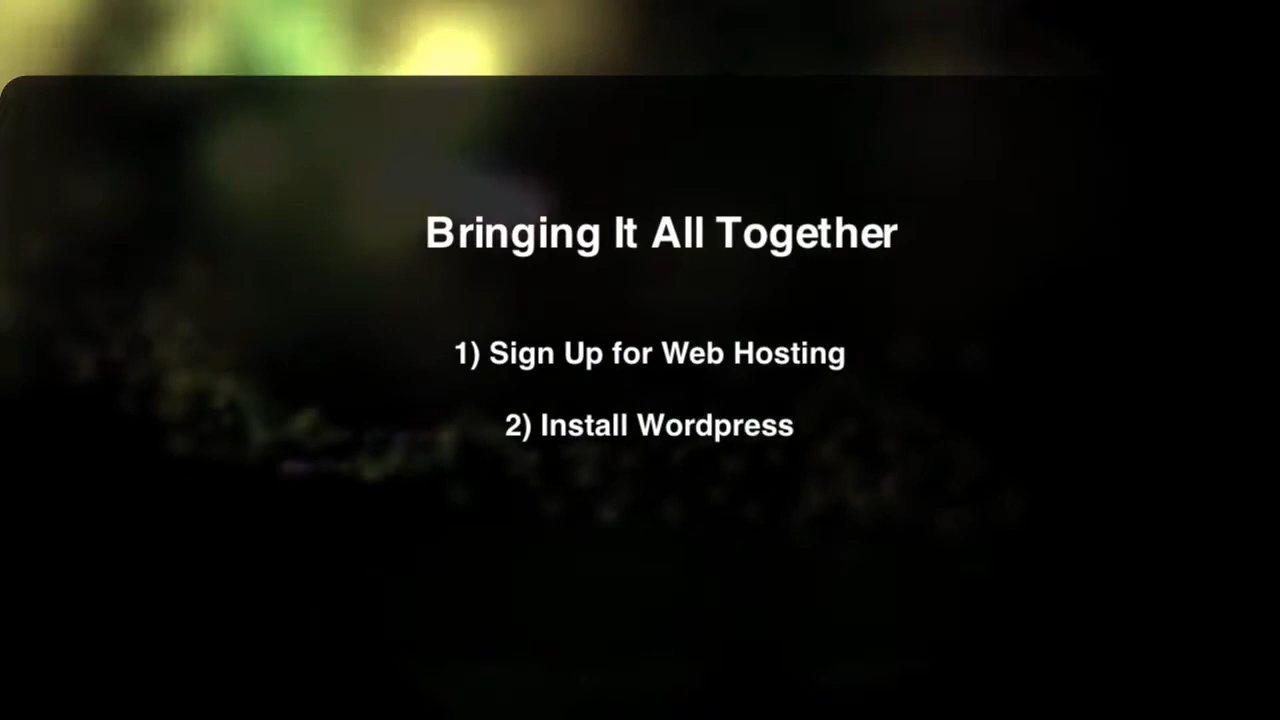 Bringing It All Together
1) Sign Up for Web Hosting
2) Install Wordpress